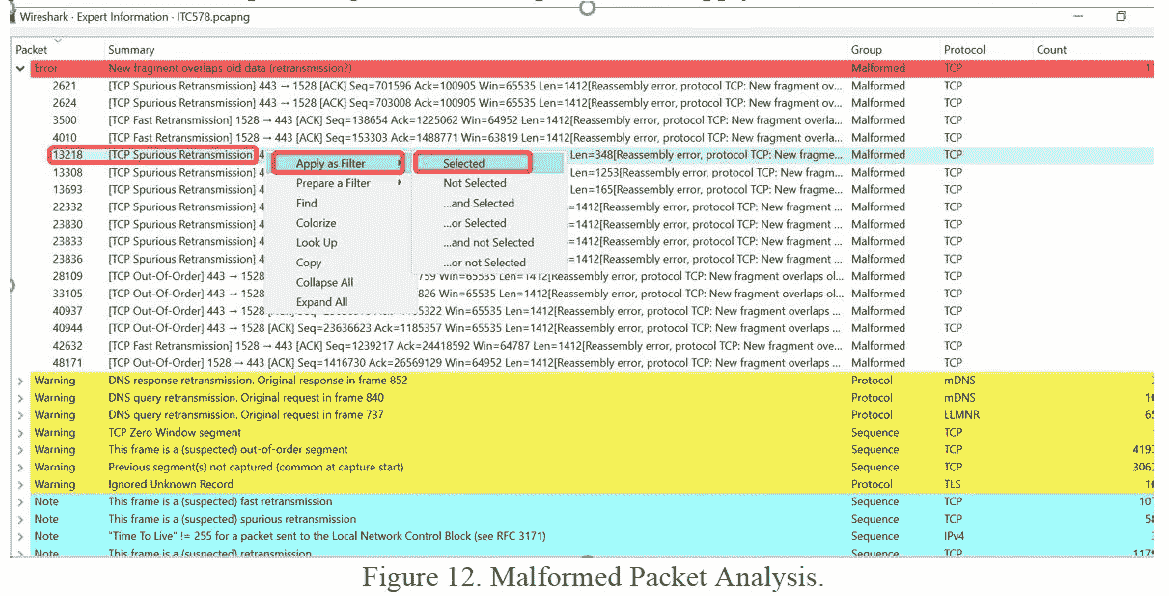 Wireshark · Expert Information · ITC578.pcapng
Packet Summary Group Protocol Count
Error New fragment overlaps old data (retransmission?) Malformed TCP
2621 [TCP Spurious Retransmission] 443 → 1528 [ACK] Seq=701596 Ack=100905 Win=65535 Len=1412[Reassembly error, protocol TCP: New fragment ov... Malformed TCP
2624 [TCP Spurious Retransmission] 443 → 1528 [ACK] Seq=703008 Ack=100905 Win=65535 Len=1412[Reassembly error, protocol TCP: New fragment ov... Malformed TCP
3500 [TCP Fast Retransmission] 1528 → 443 [ACK] Seq=138654 Ack=1225062 Win=64952 Len=1412[Reassembly error, protocol TCP: New fragment overla... Malformed TCP
4010 [TCP Fast Retransmission] 1528 → 443 [ACK] Seq=153303 Ack=1488771 Win=63819 Len=1412[Reassembly error, protocol TCP: New fragment overla... Malformed TCP
13218 [TCP Spurious Retransmission] 4 Apply as Filter Selected Len=348[Reassembly error, protocol TCP: New fragme... Malformed TCP
13308 [TCP Spurious Retransmission] 4 Len=1253[Reassembly error, protocol TCP: New fragm... Malformed TCP
Prepare a Filter Not Selected
13693 [TCP Spurious Retransmission] 4 Len=165[Reassembly error, protocol TCP: New fragme... Malformed TCP
22332 [TCP Spurious Retransmission] 4 Find ...and Selected =1412[Reassembly error, protocol TCP: New fragment ... Malformed TCP
23830 [TCP Spurious Retransmission] 4 Colorize ...or Selected =1412[Reassembly error, protocol TCP: New fragment ... Malformed TCP
23833 [TCP Spurious Retransmission] 4 Look Up ...and not Selected =1412[Reassembly error, protocol TCP: New fragment ... Malformed TCP
23836 [TCP Spurious Retransmission] 4 Copy ...or not Selected =1412[Reassembly error, protocol TCP: New fragment ... Malformed TCP
28109 [TCP Out-Of-Order] 443 → 1528 759 Win=65535 Len=1412[Reassembly error, protocol TCP: New fragment overlaps ol... Malformed TCP
Collapse All
33105 [TCP Out-Of-Order] 443 → 1528 826 Win=65535 Len=1412[Reassembly error, protocol TCP: New fragment overlaps ol... Malformed TCP
Expand All
40937 [TCP Out-Of-Order] 443 → 1528 Win=65535 Len=1412[Reassembly error, protocol TCP: New fragment overlaps ... Malformed TCP
40944 [TCP Out-Of-Order] 443 → 1528 [ACK] Seq=23636623 Ack=1185357 Win=65535 Len=1412[Reassembly error, protocol TCP: New fragment overlaps ... Malformed TCP
42632 [TCP Fast Retransmission] 1528 → 443 [ACK] Seq=1239217 Ack=24418592 Win=64787 Len=1412[Reassembly error, protocol TCP: New fragment overl... Malformed TCP
48171 [TCP Out-Of-Order] 1528 → 443 [ACK] Seq=1416730 Ack=26569129 Win=64952 Len=1412[Reassembly error, protocol TCP: New fragment overlaps ... Malformed TCP
Warning DNS response retransmission. Original response in frame 852 Protocol mDNS
Warning DNS query retransmission. Original request in frame 840 Protocol mDNS
Warning DNS query retransmission. Original request in frame 737 Protocol LLMNR
Warning TCP Zero Window segment Sequence TCP
Warning This frame is a (suspected) out-of-order segment Sequence TCP 4193
Warning Previous segment(s) not captured (common at capture start) Sequence TCP
Warning Ignored Unknown Record Protocol TLS
Note This frame is a (suspected) fast retransmission Sequence TCP
Note This frame is a (suspected) spurious retransmission Sequence TCP
Note "Time To Live" != 255 for a packet sent to the Local Network Control Block (see RFC 3171) Sequence IPv4
Note This frame is a (suspected) retransmission Sequence TCP
Figure 12. Malformed Packet Analysis.